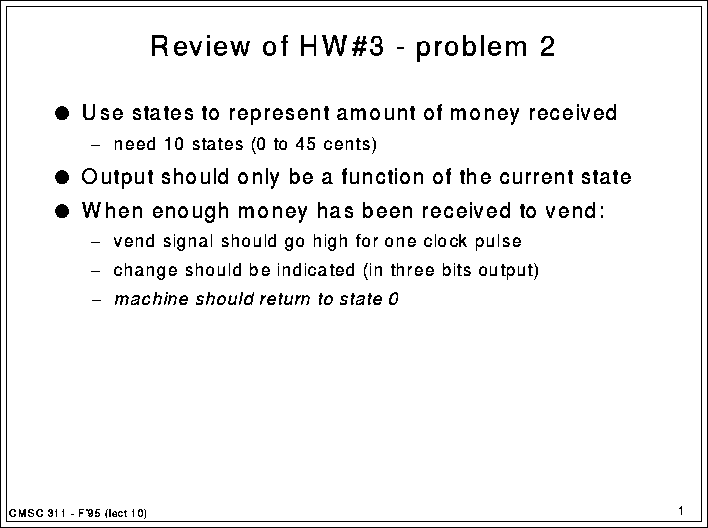 Review of HW#3 - problem 2
● Use states to represent amount of money received
– need 10 states (0 to 45 cents)
● Output should only be a function of the current state
● When enough money has been received to vend:
– vend signal should go high for one clock pulse
– change should be indicated (in three bits output)
– machine should return to state 0
CMSC 311 - F'95 (lect 10)
1